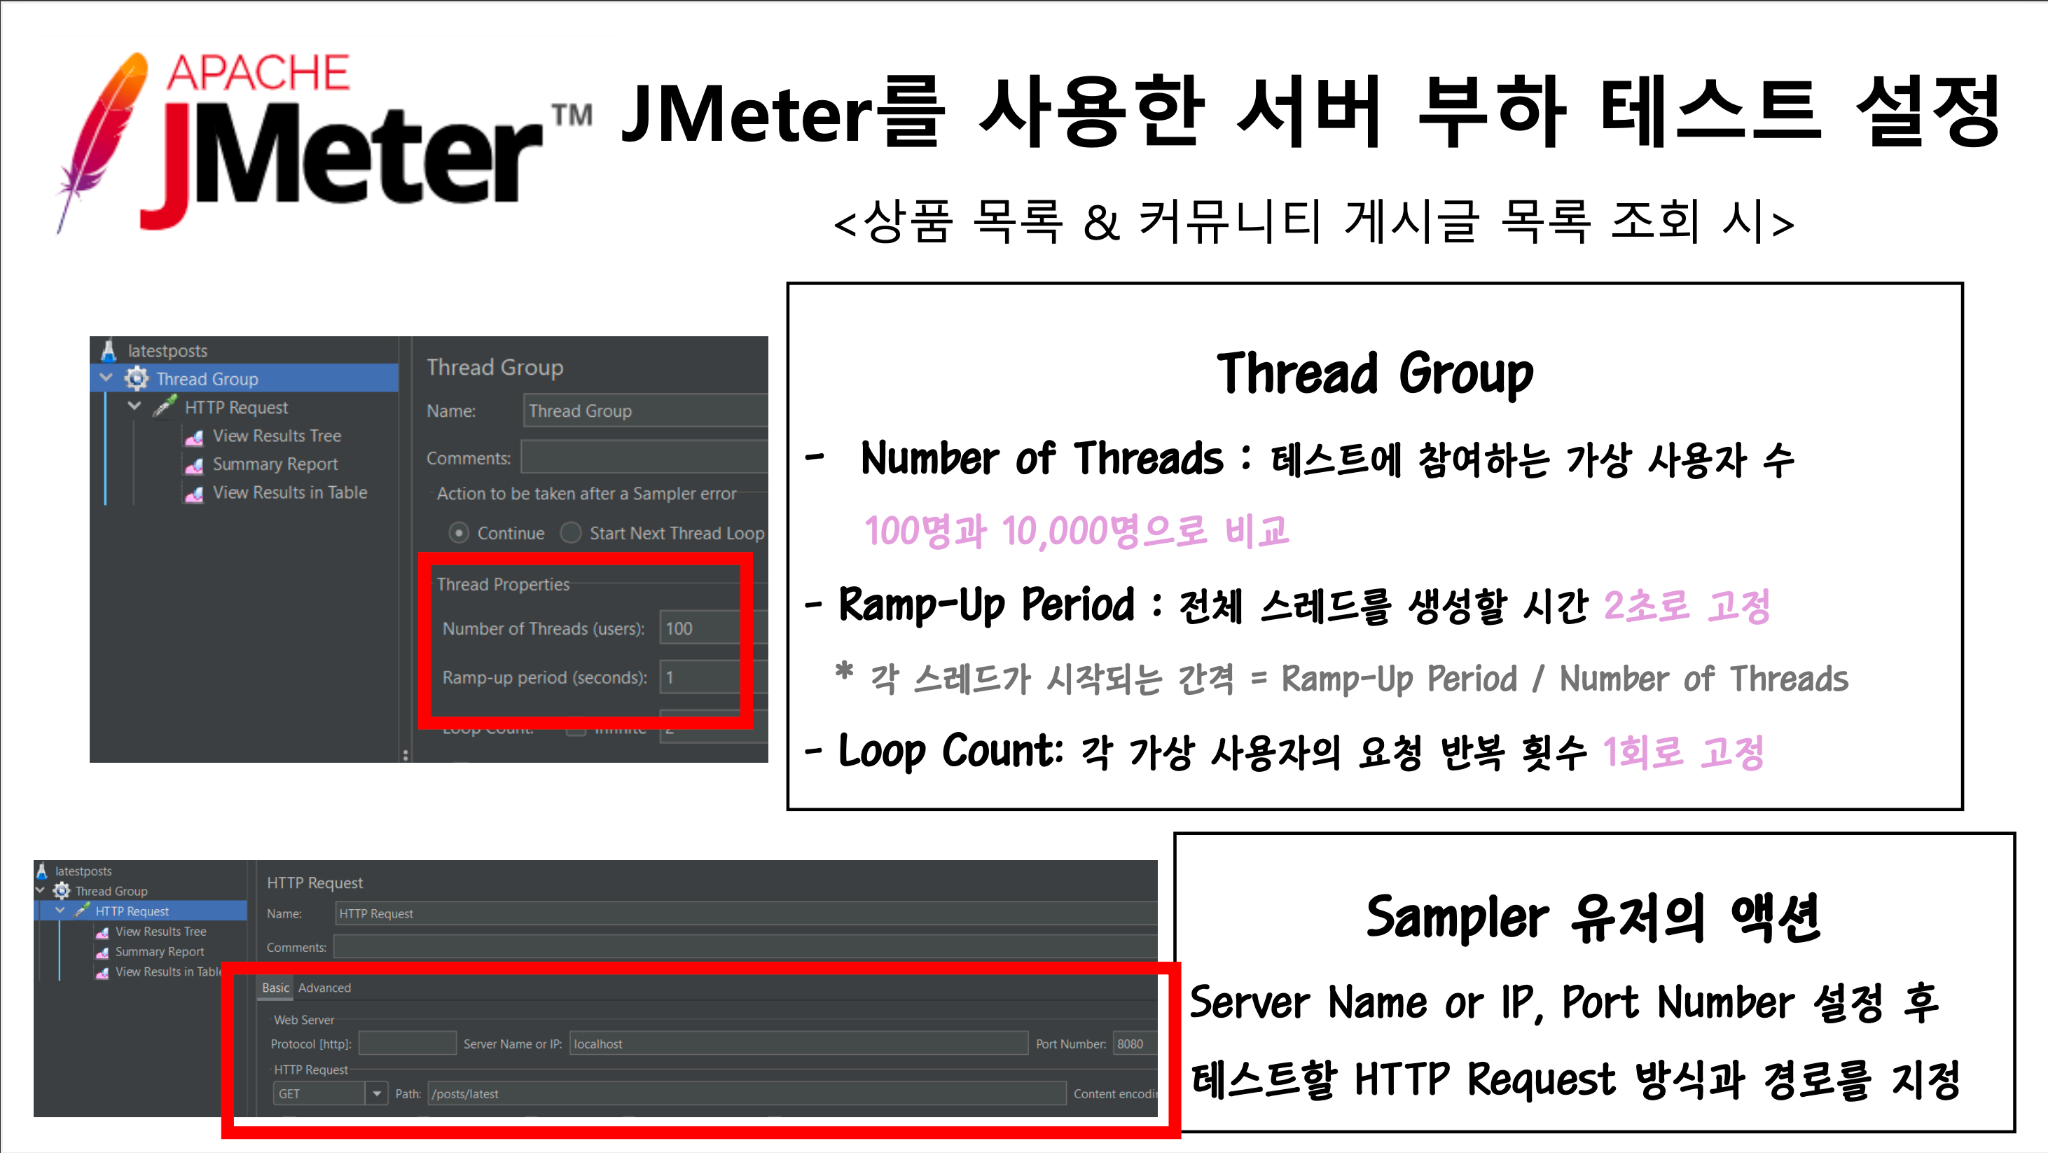 APACHE
JMeter™
JMeter를 사용한 서버 부하 테스트 설정
<상품 목록 & 커뮤니티 게시글 목록 조회 시>
latestposts
Thread Group
HTTP Request
View Results Tree
Summary Report
View Results in Table
Thread Group
Name: Thread Group
Comments:
Action to be taken after a Sampler error
Continue Start Next Thread Loop
Thread Properties
Number of Threads (users): 100
Ramp-up period (seconds): 1
Loop Count: Infinite 2
Thread Group
- Number of Threads : 테스트에 참여하는 가상 사용자 수
100명과 10,000명으로 비교
- Ramp-Up Period : 전체 스레드를 생성할 시간 2초로 고정
* 각 스레드가 시작되는 간격 = Ramp-Up Period / Number of Threads
- Loop Count: 각 가상 사용자의 요청 반복 횟수 1회로 고정
latestposts
Thread Group
HTTP Request
View Results Tree
Summary Report
View Results in Table
HTTP Request
Name: HTTP Request
Comments:
Basic Advanced
Web Server
Protocol [http]: Server Name or IP: localhost Port Number: 8080
HTTP Request
GET Path: /posts/latest Content encodi
Sampler 유저의 액션
Server Name or IP, Port Number 설정 후
테스트할 HTTP Request 방식과 경로를 지정